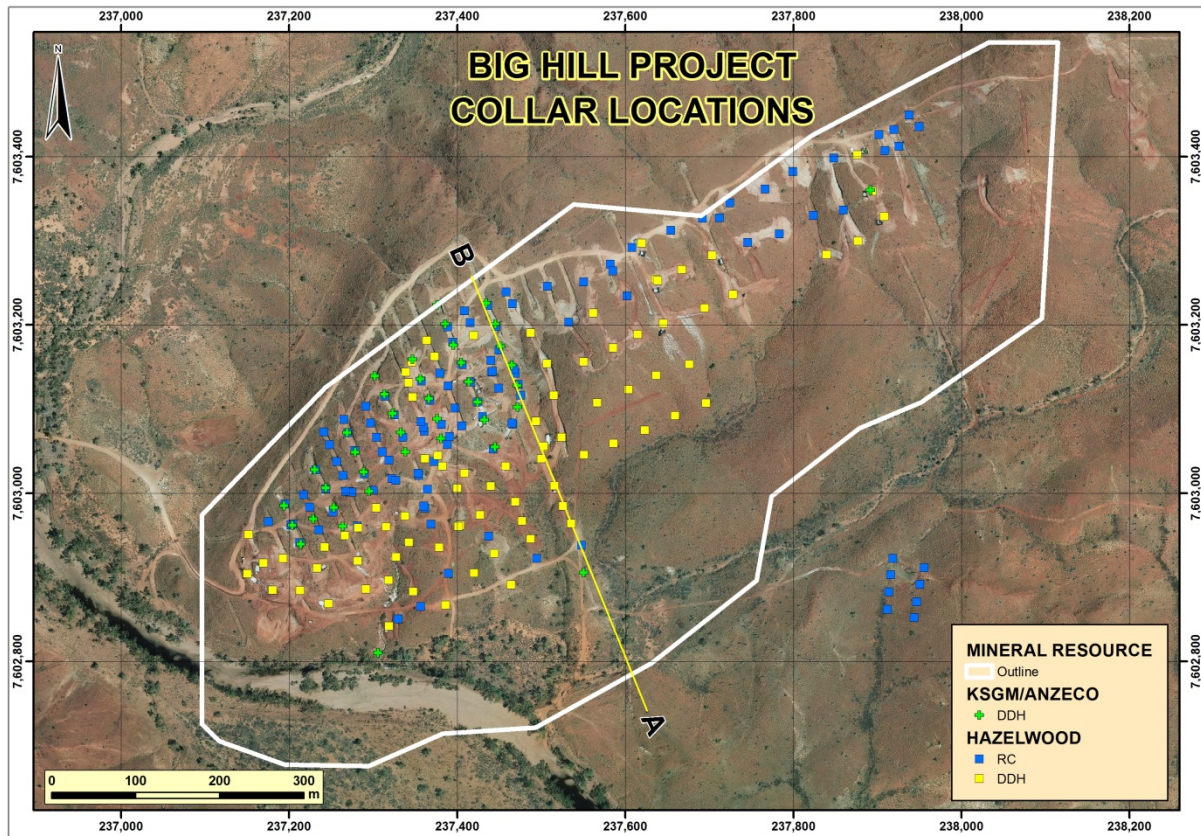 237,000 237,200 237,400 237,600 237,800 238,000 238,200
N
BIG HILL PROJECT
COLLAR LOCATIONS
7,603,400 7,603,400
B
7,603,200 7,603,200
7,603,000 7,603,000
7,602,800 7,602,800
A
MINERAL RESOURCE
Outline
KSGM/ANZECO
DDH
HAZELWOOD
RC
DDH
0 100 200 300
m
237,000 237,200 237,400 237,600 237,800 238,000 238,200